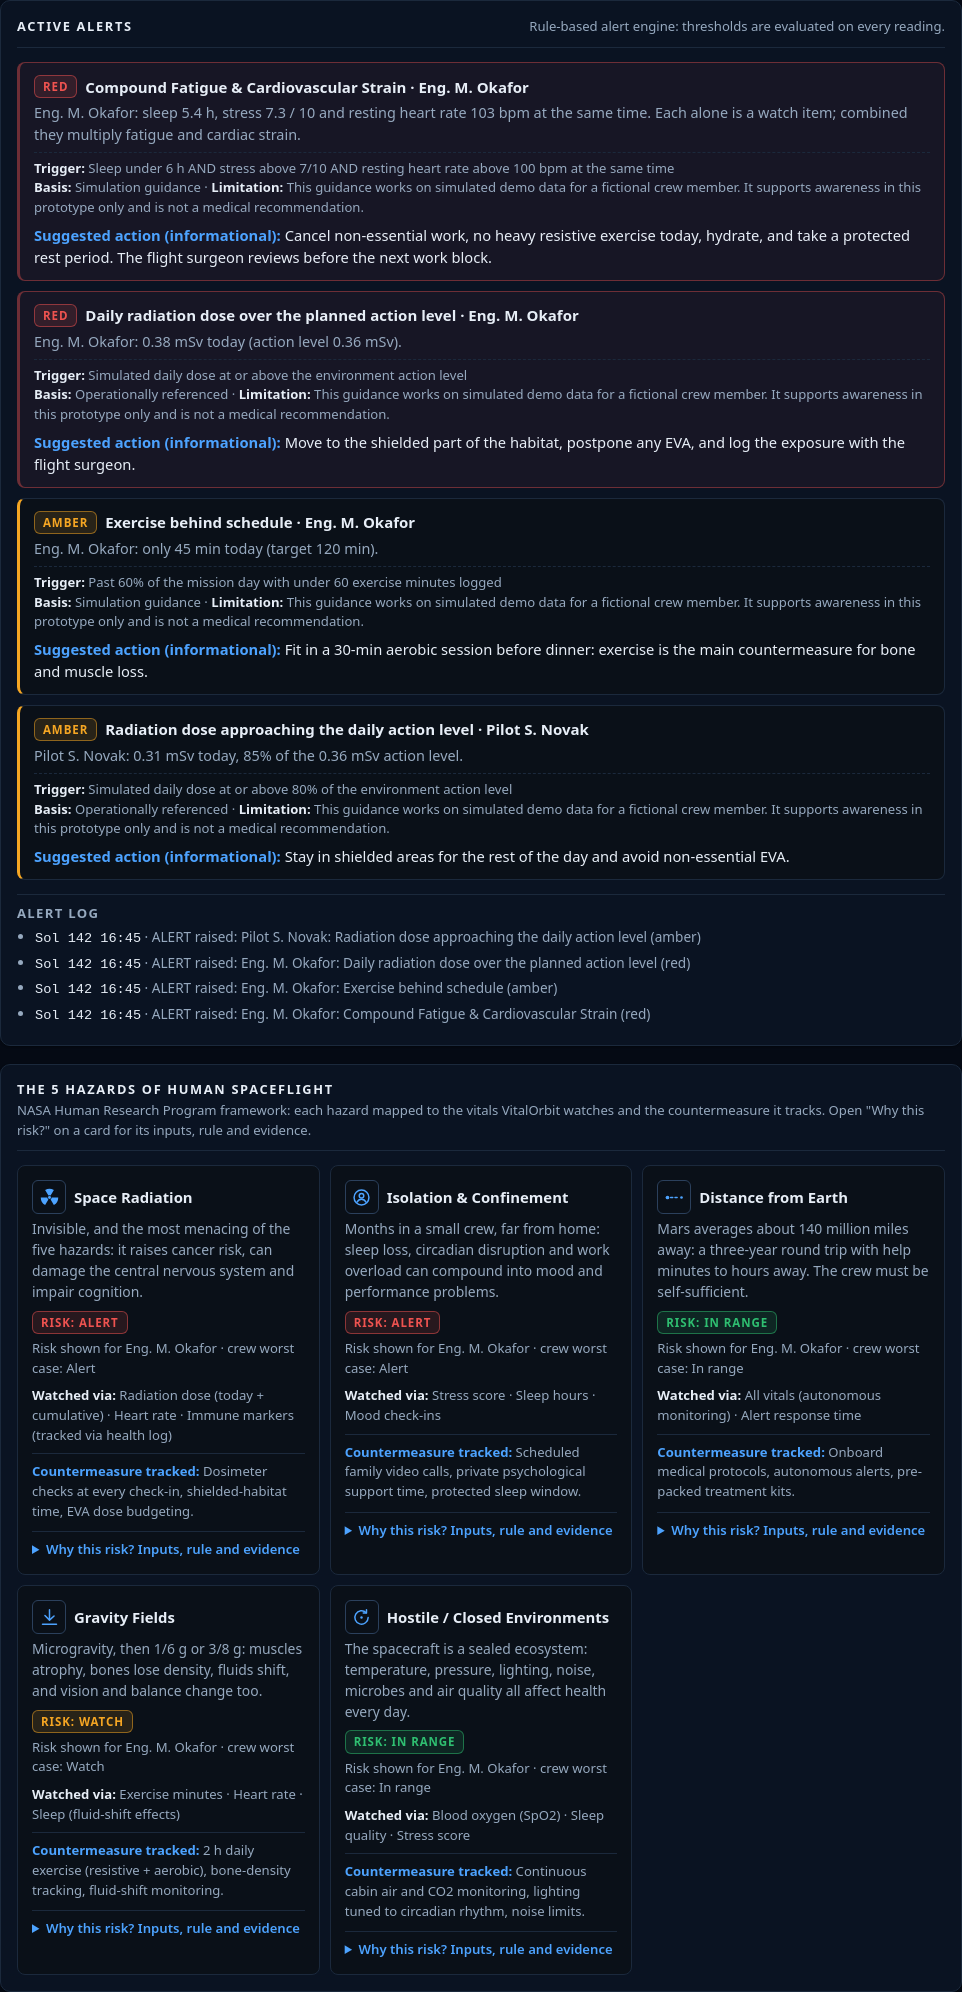 ACTIVE ALERTS
Rule-based alert engine: thresholds are evaluated on every reading.
RED Compound Fatigue & Cardiovascular Strain · Eng. M. Okafor
Eng. M. Okafor: sleep 5.4 h, stress 7.3 / 10 and resting heart rate 103 bpm at the same time. Each alone is a watch item; combined
they multiply fatigue and cardiac strain.
Trigger: Sleep under 6 h AND stress above 7/10 AND resting heart rate above 100 bpm at the same time
Basis: Simulation guidance · Limitation: This guidance works on simulated demo data for a fictional crew member. It supports awareness in this
prototype only and is not a medical recommendation.
Suggested action (informational): Cancel non-essential work, no heavy resistive exercise today, hydrate, and take a protected
rest period. The flight surgeon reviews before the next work block.
RED Daily radiation dose over the planned action level · Eng. M. Okafor
Eng. M. Okafor: 0.38 mSv today (action level 0.36 mSv).
Trigger: Simulated daily dose at or above the environment action level
Basis: Operationally referenced · Limitation: This guidance works on simulated demo data for a fictional crew member. It supports awareness in
this prototype only and is not a medical recommendation.
Suggested action (informational): Move to the shielded part of the habitat, postpone any EVA, and log the exposure with the
flight surgeon.
AMBER Exercise behind schedule · Eng. M. Okafor
Eng. M. Okafor: only 45 min today (target 120 min).
Trigger: Past 60% of the mission day with under 60 exercise minutes logged
Basis: Simulation guidance · Limitation: This guidance works on simulated demo data for a fictional crew member. It supports awareness in this
prototype only and is not a medical recommendation.
Suggested action (informational): Fit in a 30-min aerobic session before dinner: exercise is the main countermeasure for bone
and muscle loss.
AMBER Radiation dose approaching the daily action level · Pilot S. Novak
Pilot S. Novak: 0.31 mSv today, 85% of the 0.36 mSv action level.
Trigger: Simulated daily dose at or above 80% of the environment action level
Basis: Operationally referenced · Limitation: This guidance works on simulated demo data for a fictional crew member. It supports awareness in
this prototype only and is not a medical recommendation.
Suggested action (informational): Stay in shielded areas for the rest of the day and avoid non-essential EVA.
ALERT LOG
• Sol 142 16:45 · ALERT raised: Pilot S. Novak: Radiation dose approaching the daily action level (amber)
• Sol 142 16:45 · ALERT raised: Eng. M. Okafor: Daily radiation dose over the planned action level (red)
• Sol 142 16:45 · ALERT raised: Eng. M. Okafor: Exercise behind schedule (amber)
• Sol 142 16:45 · ALERT raised: Eng. M. Okafor: Compound Fatigue & Cardiovascular Strain (red)
THE 5 HAZARDS OF HUMAN SPACEFLIGHT
NASA Human Research Program framework: each hazard mapped to the vitals VitalOrbit watches and the countermeasure it tracks. Open "Why this
risk?" on a card for its inputs, rule and evidence.
Space Radiation
Invisible, and the most menacing of the
five hazards: it raises cancer risk, can
damage the central nervous system and
impair cognition.
RISK: ALERT
Risk shown for Eng. M. Okafor · crew worst
case: Alert
Watched via: Radiation dose (today +
cumulative) · Heart rate · Immune markers
(tracked via health log)
Countermeasure tracked: Dosimeter
checks at every check-in, shielded-habitat
time, EVA dose budgeting.
▶ Why this risk? Inputs, rule and evidence
Isolation & Confinement
Months in a small crew, far from home:
sleep loss, circadian disruption and work
overload can compound into mood and
performance problems.
RISK: ALERT
Risk shown for Eng. M. Okafor · crew worst
case: Alert
Watched via: Stress score · Sleep hours ·
Mood check-ins
Countermeasure tracked: Scheduled
family video calls, private psychological
support time, protected sleep window.
▶ Why this risk? Inputs, rule and evidence
Distance from Earth
Mars averages about 140 million miles
away: a three-year round trip with help
minutes to hours away. The crew must be
self-sufficient.
RISK: IN RANGE
Risk shown for Eng. M. Okafor · crew worst
case: In range
Watched via: All vitals (autonomous
monitoring) · Alert response time
Countermeasure tracked: Onboard
medical protocols, autonomous alerts, pre-
packed treatment kits.
▶ Why this risk? Inputs, rule and evidence
Gravity Fields
Microgravity, then 1/6 g or 3/8 g: muscles
atrophy, bones lose density, fluids shift,
and vision and balance change too.
RISK: WATCH
Risk shown for Eng. M. Okafor · crew worst
case: Watch
Watched via: Exercise minutes · Heart rate ·
Sleep (fluid-shift effects)
Countermeasure tracked: 2 h daily
exercise (resistive + aerobic), bone-density
tracking, fluid-shift monitoring.
▶ Why this risk? Inputs, rule and evidence
Hostile / Closed Environments
The spacecraft is a sealed ecosystem:
temperature, pressure, lighting, noise,
microbes and air quality all affect health
every day.
RISK: IN RANGE
Risk shown for Eng. M. Okafor · crew worst
case: In range
Watched via: Blood oxygen (SpO2) · Sleep
quality · Stress score
Countermeasure tracked: Continuous
cabin air and CO2 monitoring, lighting
tuned to circadian rhythm, noise limits.
▶ Why this risk? Inputs, rule and evidence